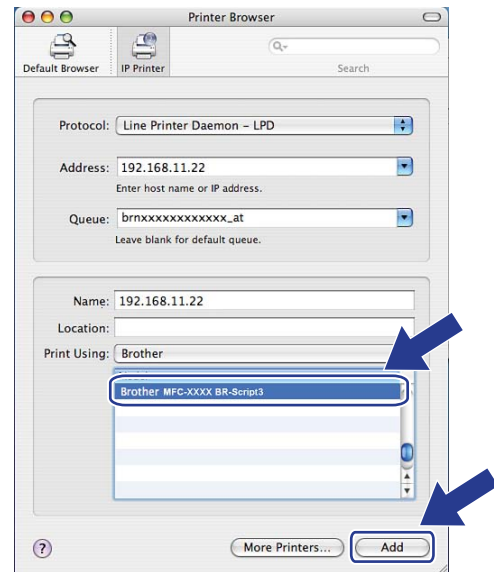 Printer Browser
Default Browser
IP Printer
Q-
Search
Protocol: Line Printer Daemon – LPD
Address: 192.168.11.22
Enter host name or IP address.
Queue: brnxxxxxxxxxxxx_at
Leave blank for default queue.
Name: 192.168.11.22
Location:
Print Using: Brother
Brother MFC-XXXX BR-Script3
?
More Printers...
Add